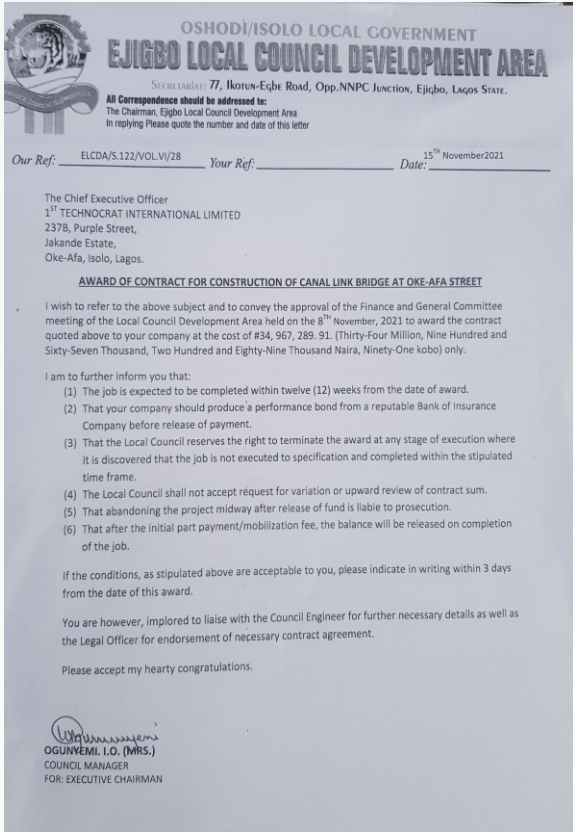 OSHODI/ISOLO LOCAL GOVERNMENT
EJIGBO LOCAL COUNCIL DEVELOPMENT AREA
SECRETARIAT: 77, IKOTUN-EGBE ROAD, OPP.NNPC JUNCTION, EJIGBO, LAGOS STATE.
All Correspondence should be addressed to:
The Chairman, Ejigbo Local Council Development Area
In replying Please quote the number and date of this letter
Our Ref: ELCDA/S.122/VOL.VI/28 Your Ref: Date: 15TH November2021
The Chief Executive Officer
1ST TECHNOCRAT INTERNATIONAL LIMITED
237B, Purple Street,
Jakande Estate,
Oke-Afa, Isolo, Lagos.
AWARD OF CONTRACT FOR CONSTRUCTION OF CANAL LINK BRIDGE AT OKE-AFA STREET
I wish to refer to the above subject and to convey the approval of the Finance and General Committee
meeting of the Local Council Development Area held on the 8TH November, 2021 to award the contract
quoted above to your company at the cost of #34, 967, 289. 91. (Thirty-Four Million, Nine Hundred and
Sixty-Seven Thousand, Two Hundred and Eighty-Nine Thousand Naira, Ninety-One kobo) only.
I am to further inform you that:
(1) The job is expected to be completed within twelve (12) weeks from the date of award.
(2) That your company should produce a performance bond from a reputable Bank of Insurance
Company before release of payment.
(3) That the Local Council reserves the right to terminate the award at any stage of execution where
it is discovered that the job is not executed to specification and completed within the stipulated
time frame.
(4) The Local Council shall not accept request for variation or upward review of contract sum.
(5) That abandoning the project midway after release of fund is liable to prosecution.
(6) That after the initial part payment/mobilization fee, the balance will be released on completion
of the job.
If the conditions, as stipulated above are acceptable to you, please indicate in writing within 3 days
from the date of this award.
You are however, implored to liaise with the Council Engineer for further necessary details as well as
the Legal Officer for endorsement of necessary contract agreement.
Please accept my hearty congratulations.
OGUNYEMI. I.O. (MRS.)
COUNCIL MANAGER
FOR: EXECUTIVE CHAIRMAN